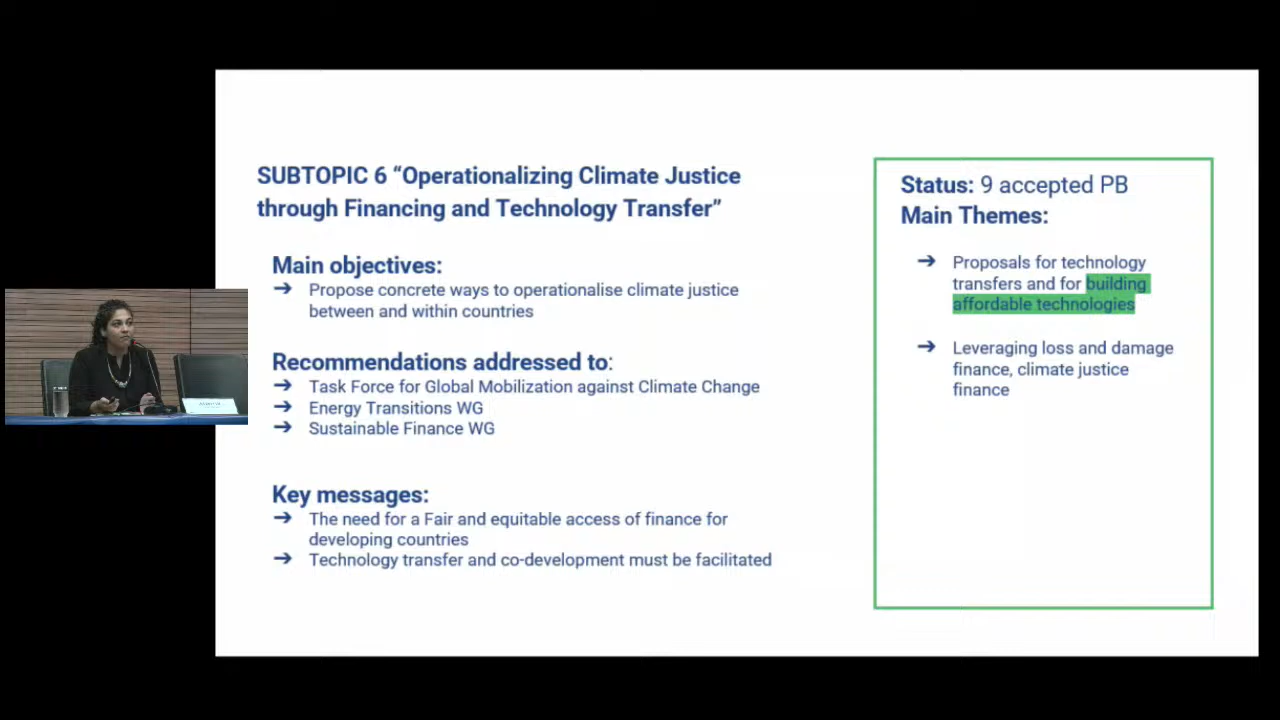 SUBTOPIC 6 “Operationalizing Climate Justice
through Financing and Technology Transfer”
Main objectives:
➔ Propose concrete ways to operationalise climate justice
between and within countries
Recommendations addressed to:
➔ Task Force for Global Mobilization against Climate Change
➔ Energy Transitions WG
➔ Sustainable Finance WG
Key messages:
➔ The need for a Fair and equitable access of finance for
developing countries
➔ Technology transfer and co-development must be facilitated
Status: 9 accepted PB
Main Themes:
➔ Proposals for technology
transfers and for building
affordable technologies
➔ Leveraging loss and damage
finance, climate justice
finance